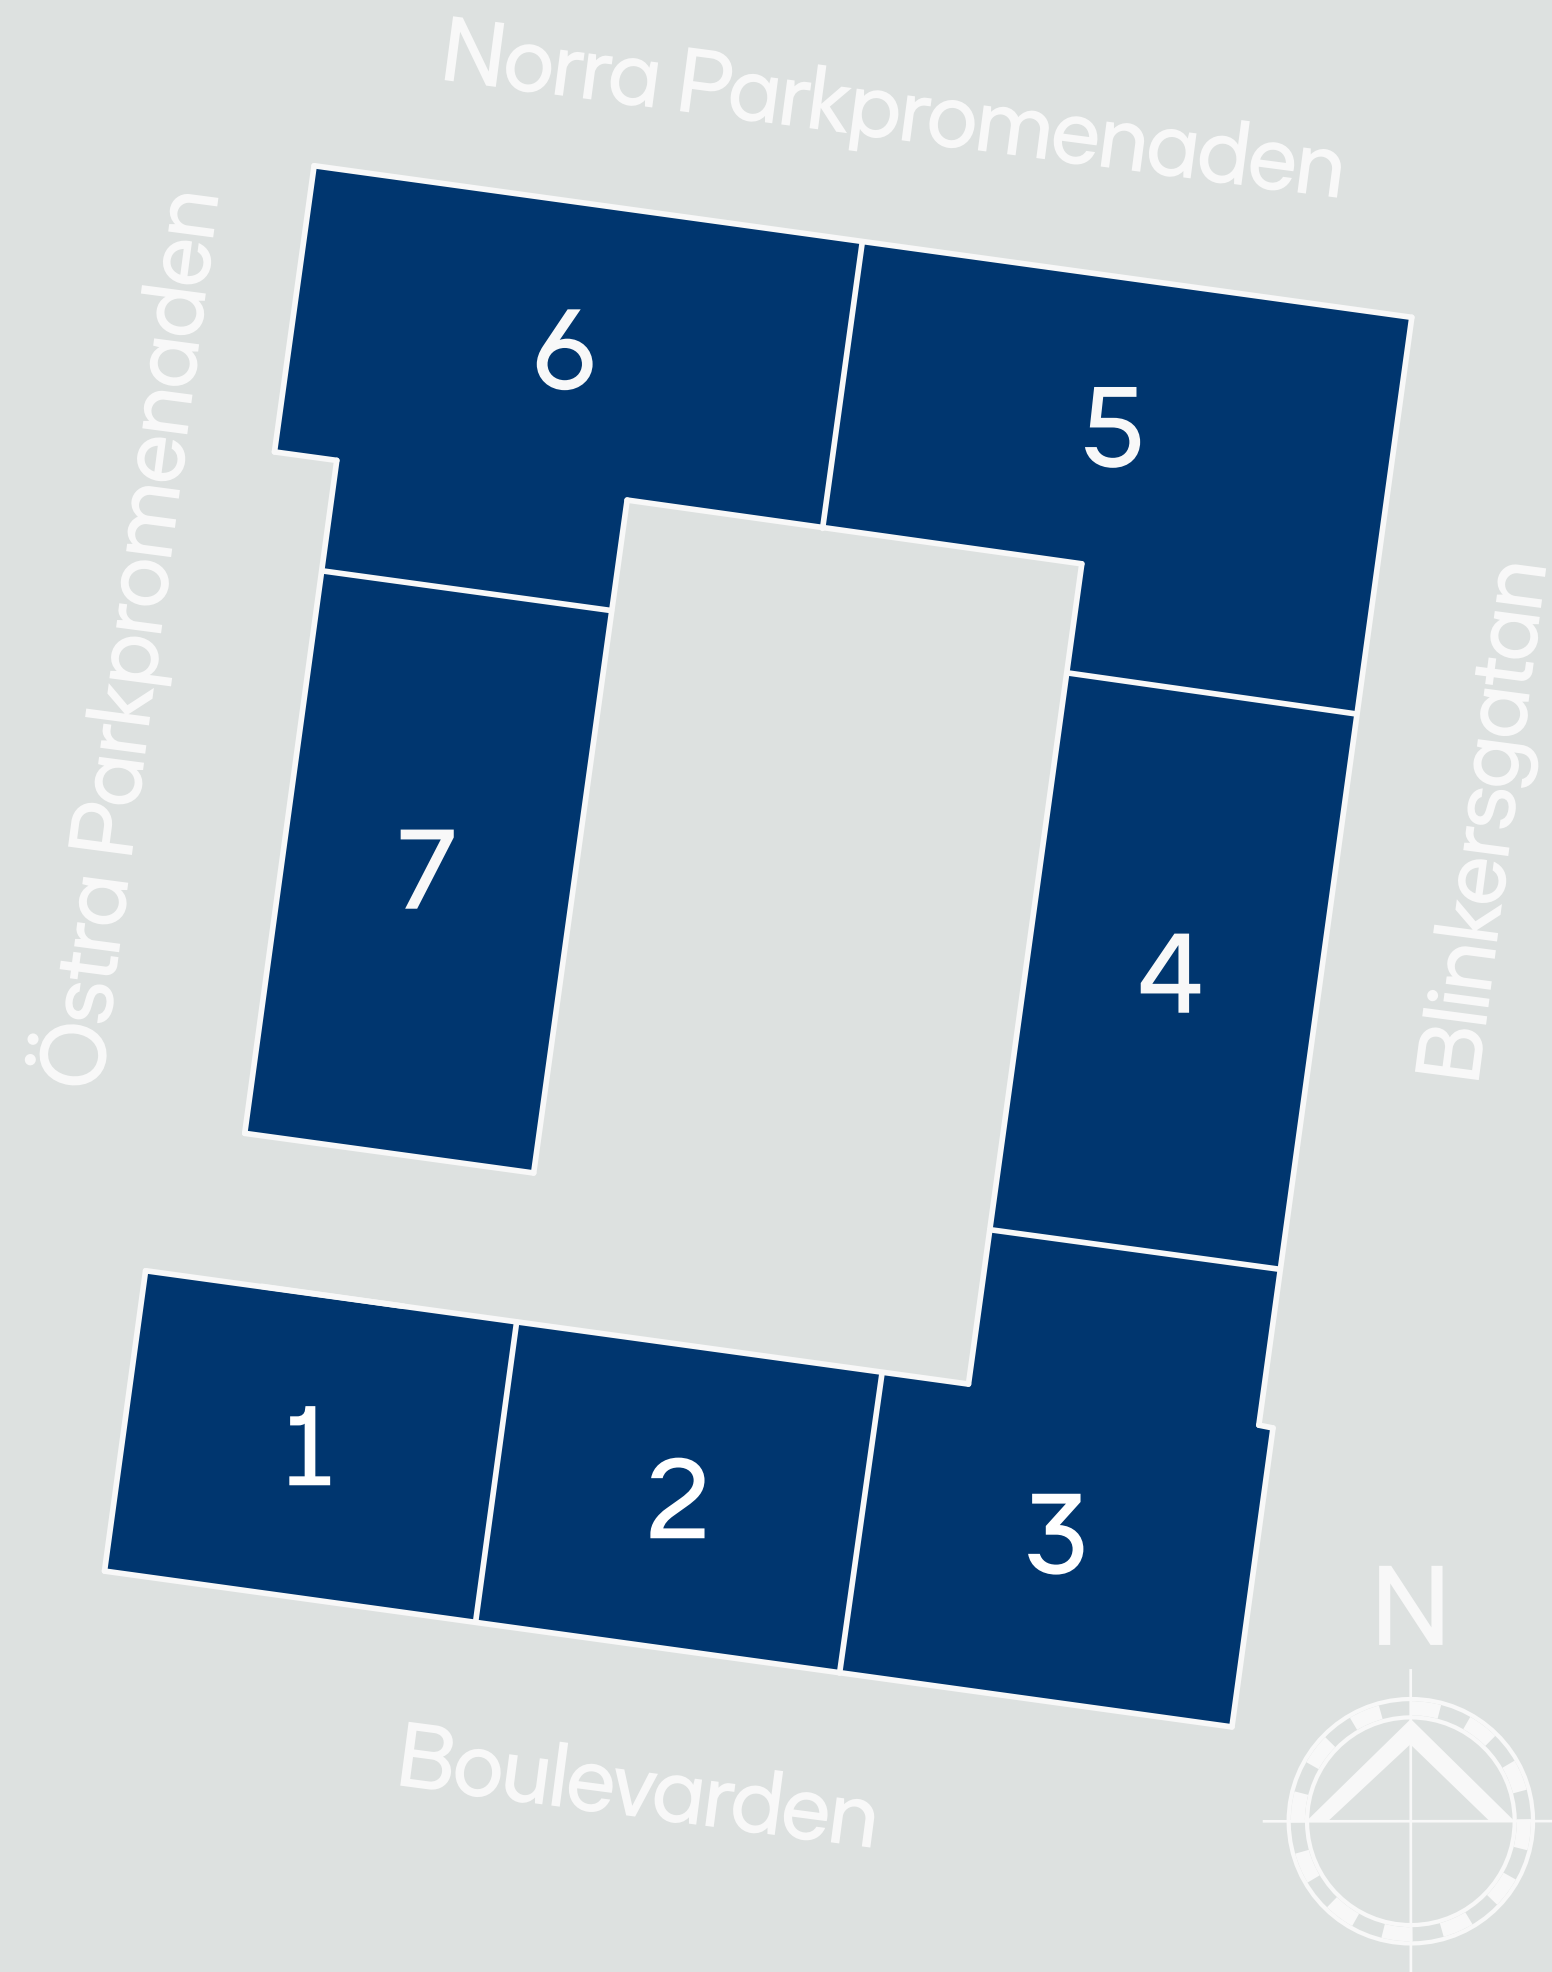 Norra Parkpromenaden
Östra Parkpromenaden
6
5
Blinkersgatan
7
4
1
2
3
N
Boulevarden